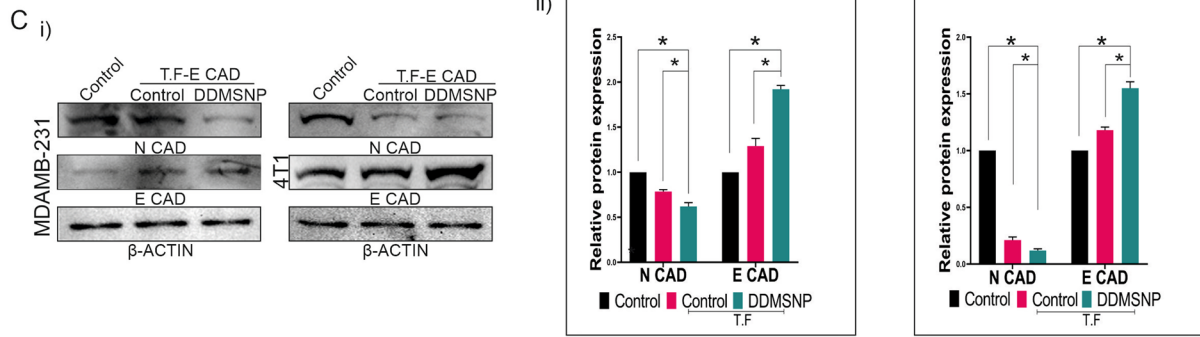 C i)
Control
T.F-E CAD
Control DDMSNP
N CAD
E CAD
β-ACTIN
MDAMB-231
Control
T.F-E CAD
Control DDMSNP
N CAD
E CAD
β-ACTIN
4T1
ii)
Relative protein expression
2.5
2.0
1.5
1.0
0.5
0.0
* * * *
N CAD E CAD
Control Control DDMSNP
T.F
Relative protein expression
2.0
1.5
1.0
0.5
0.0
* * * *
N CAD E CAD
Control Control DDMSNP
T.F